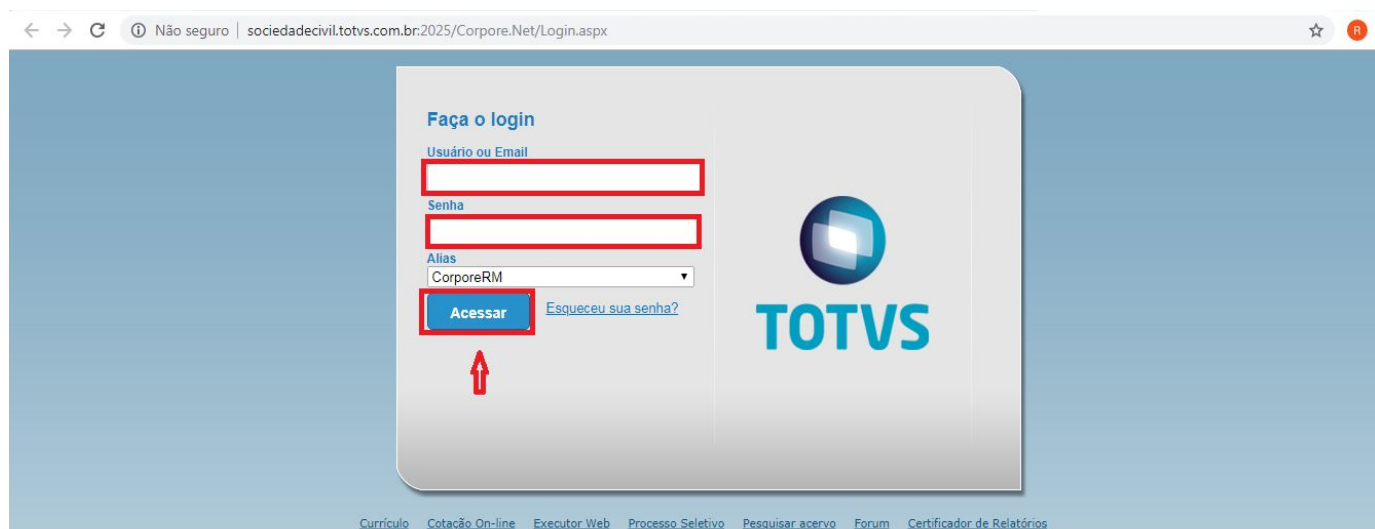 Não seguro | sociedadecivil.totvs.com.br:2025/Corpore.Net/Login.aspx
R
Faça o login
Usuário ou Email
Senha
Alias
CorporeRM
Acessar Esqueceu sua senha?
TOTVS
Currículo Cotação On-line Executor Web Processo Seletivo Pesquisar acervo Forum Certificador de Relatórios